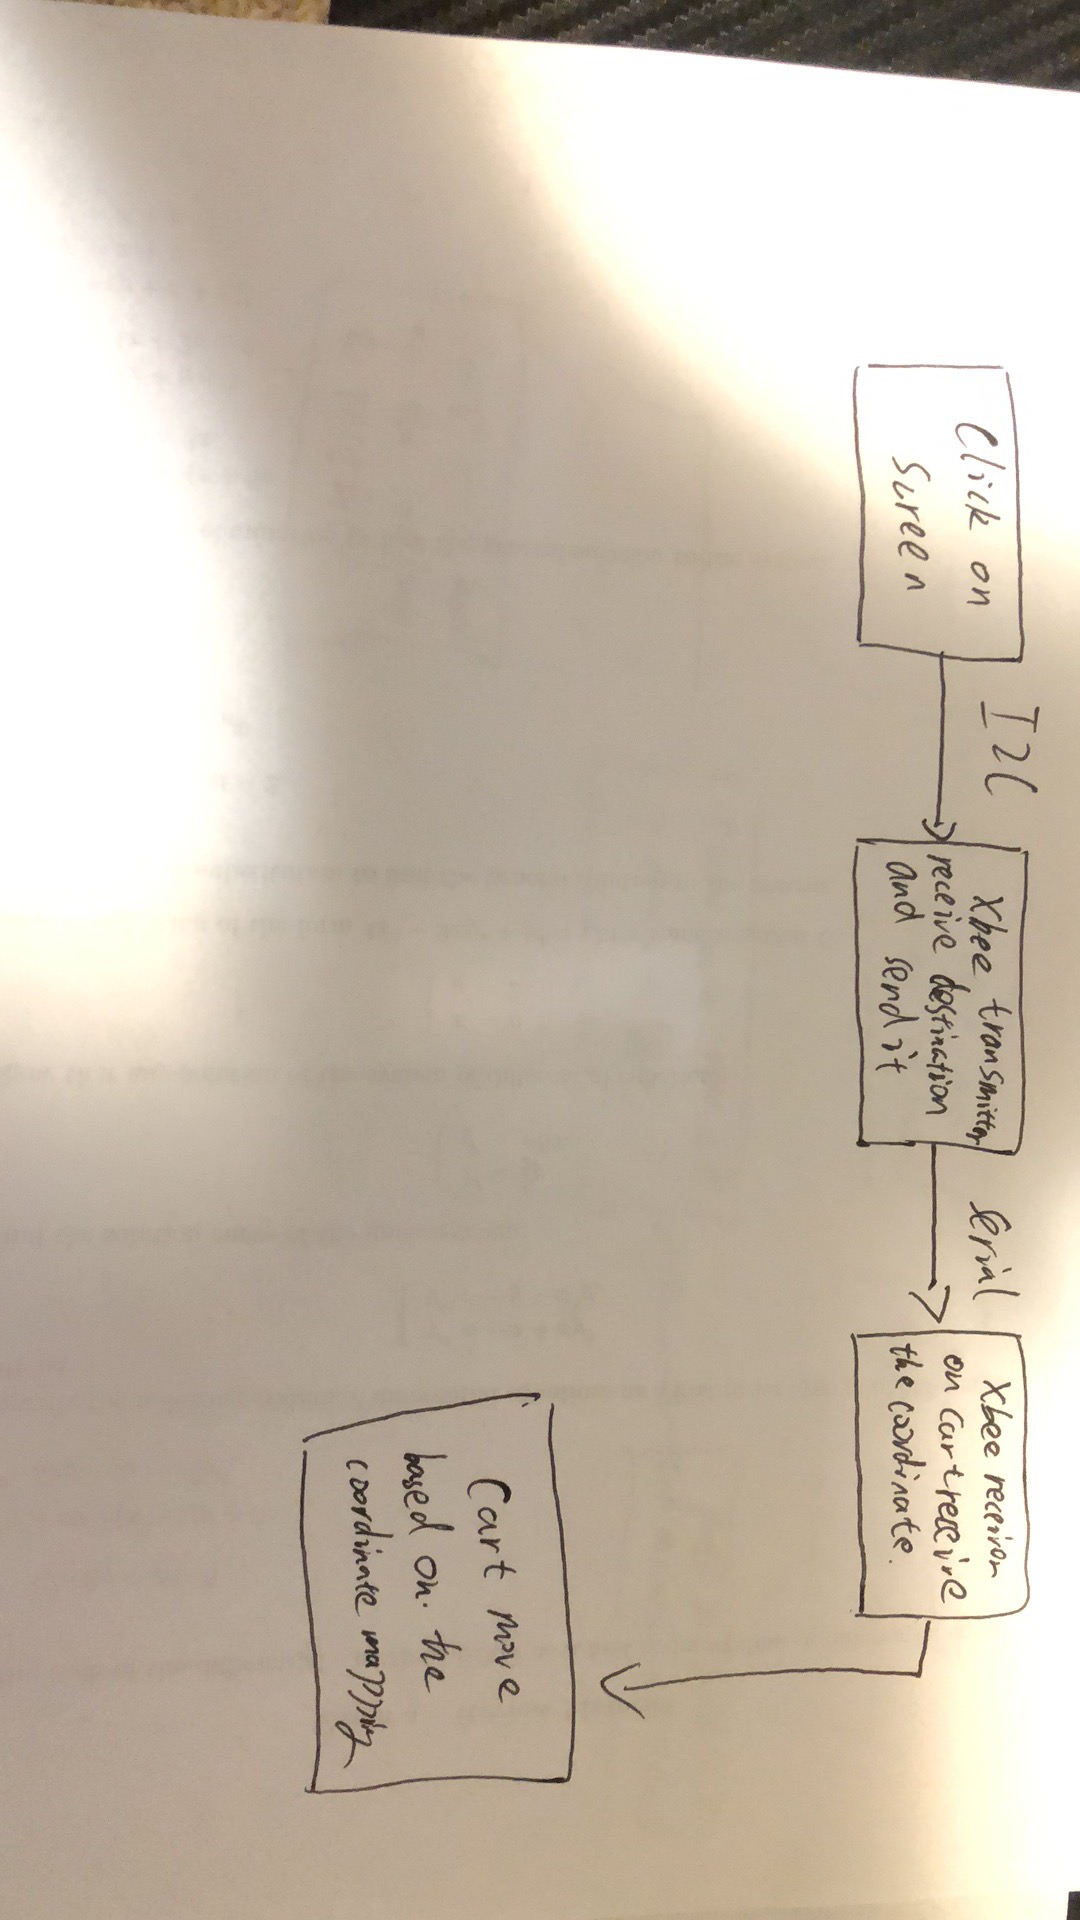 Click on
Screen
I2C
Xbee transmitter
receive destination
and send it
Serial
Xbee receiver
on cart receive
the coordinate.
Cart move
based on. the
coordinate mapping